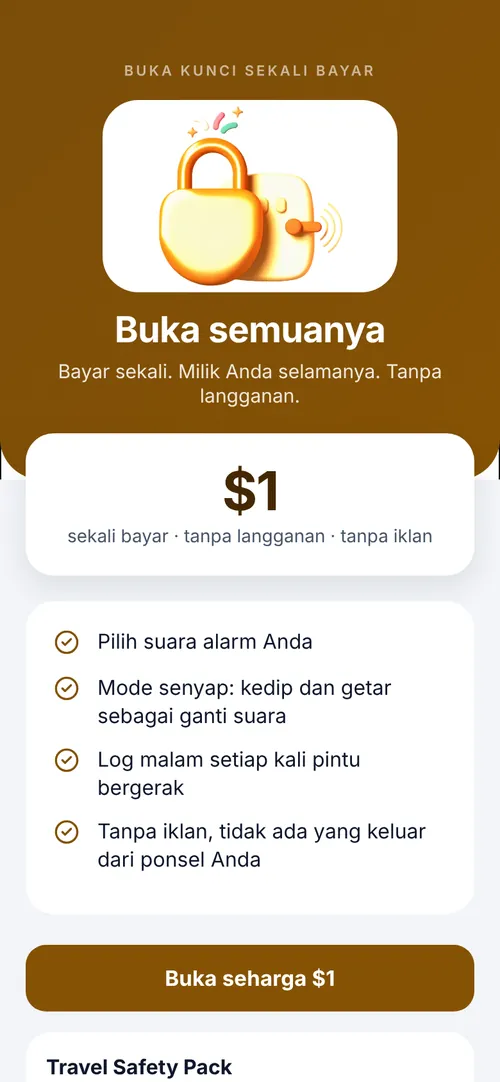 BUKA KUNCI SEKALI BAYAR
Buka semuanya
Bayar sekali. Milik Anda selamanya. Tanpa
langganan.
$1
sekali bayar · tanpa langganan · tanpa iklan
Pilih suara alarm Anda
Mode senyap: kedip dan getar
sebagai ganti suara
Log malam setiap kali pintu
bergerak
Tanpa iklan, tidak ada yang keluar
dari ponsel Anda
Buka seharga $1
Travel Safety Pack